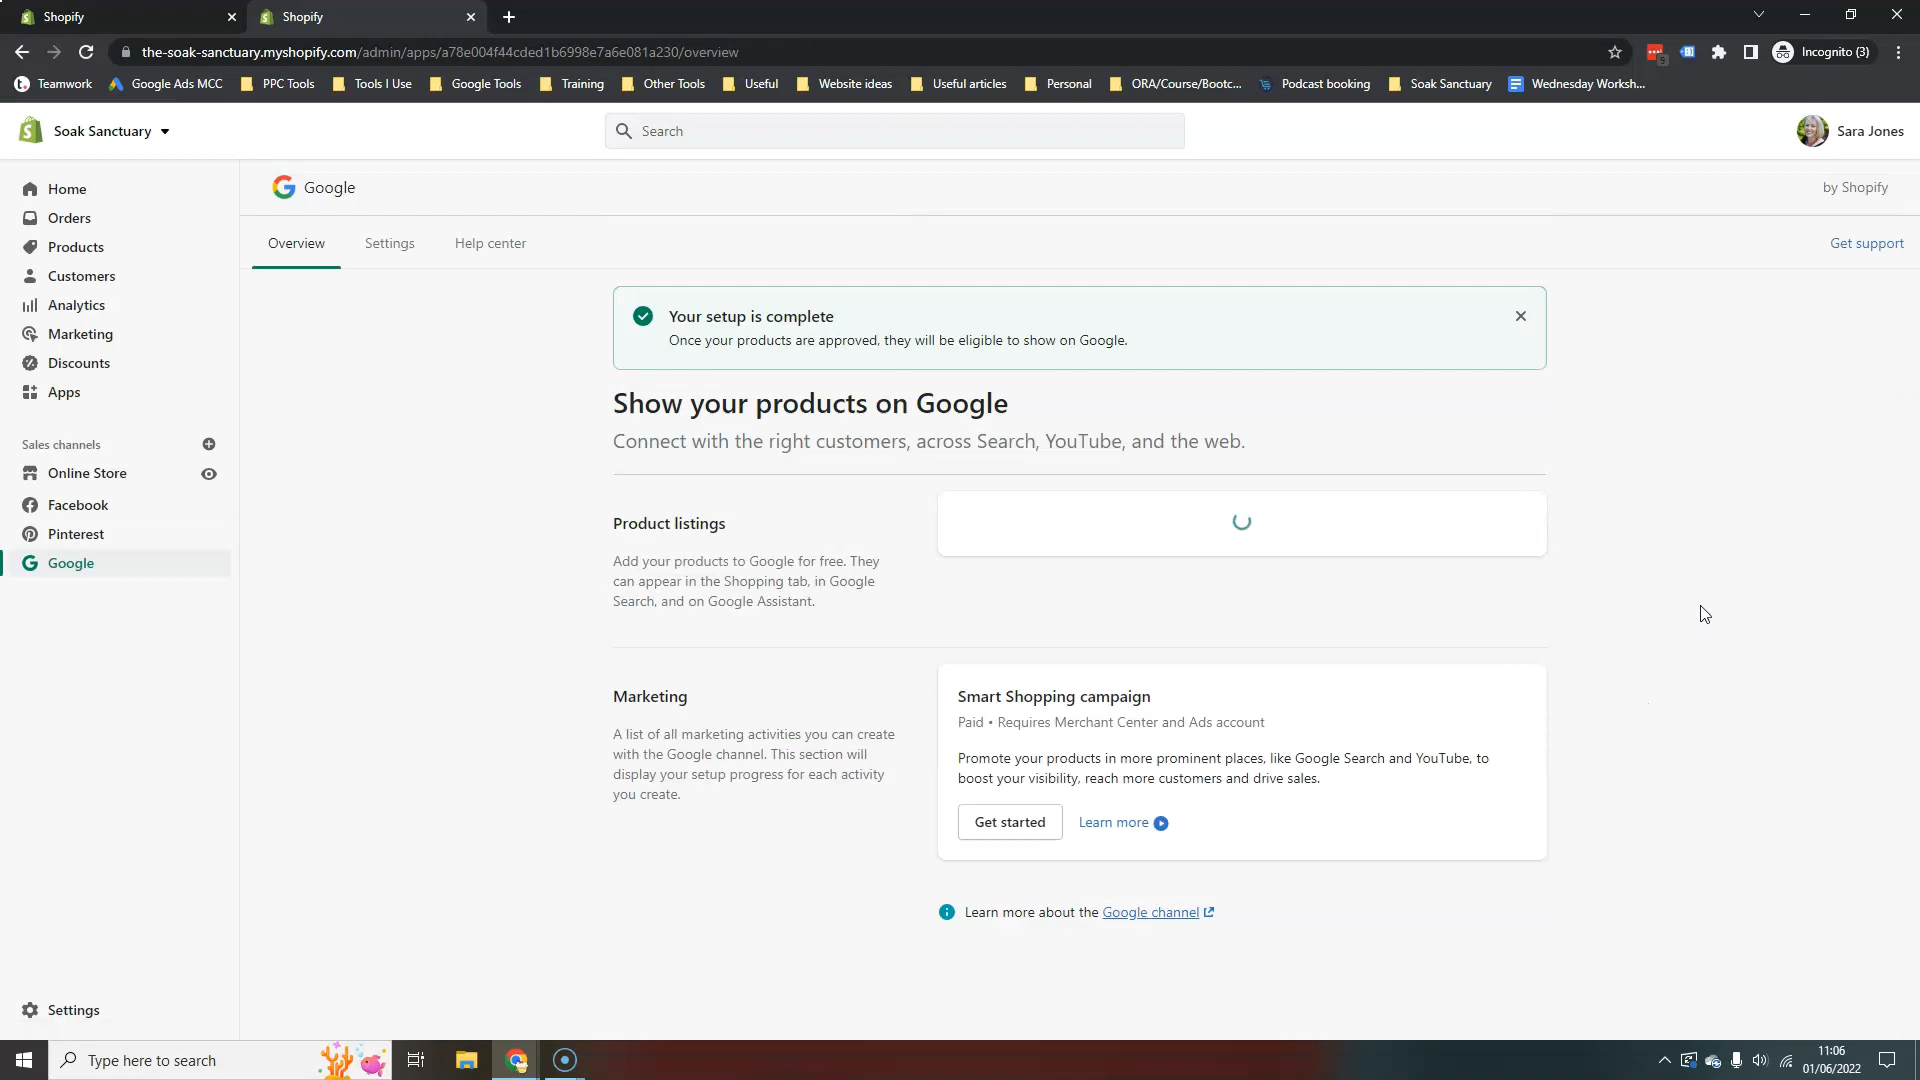 Shopify
Shopify
the-soak-sanctuary.myshopify.com/admin/apps/a78e004f44cded1b6998e7a6e081a230/overview
Incognito (3)
Teamwork
Google Ads MCC
PPC Tools
Tools I Use
Google Tools
Training
Other Tools
Useful
Website ideas
Useful articles
Personal
ORA/Course/Bootc...
Podcast booking
Soak Sanctuary
Wednesday Worksh...
Soak Sanctuary
Search
Sara Jones
Home
Orders
Products
Customers
Analytics
Marketing
Discounts
Apps
Sales channels
Online Store
Facebook
Pinterest
Google
Settings
Google
by Shopify
Overview
Settings
Help center
Get support
Your setup is complete
Once your products are approved, they will be eligible to show on Google.
Show your products on Google
Connect with the right customers, across Search, YouTube, and the web.
Product listings
Add your products to Google for free. They
can appear in the Shopping tab, in Google
Search, and on Google Assistant.
Marketing
A list of all marketing activities you can create
with the Google channel. This section will
display your setup progress for each activity
you create.
Smart Shopping campaign
Paid • Requires Merchant Center and Ads account
Promote your products in more prominent places, like Google Search and YouTube, to
boost your visibility, reach more customers and drive sales.
Get started
Learn more
Learn more about the Google channel
Type here to search
11:06
01/06/2022